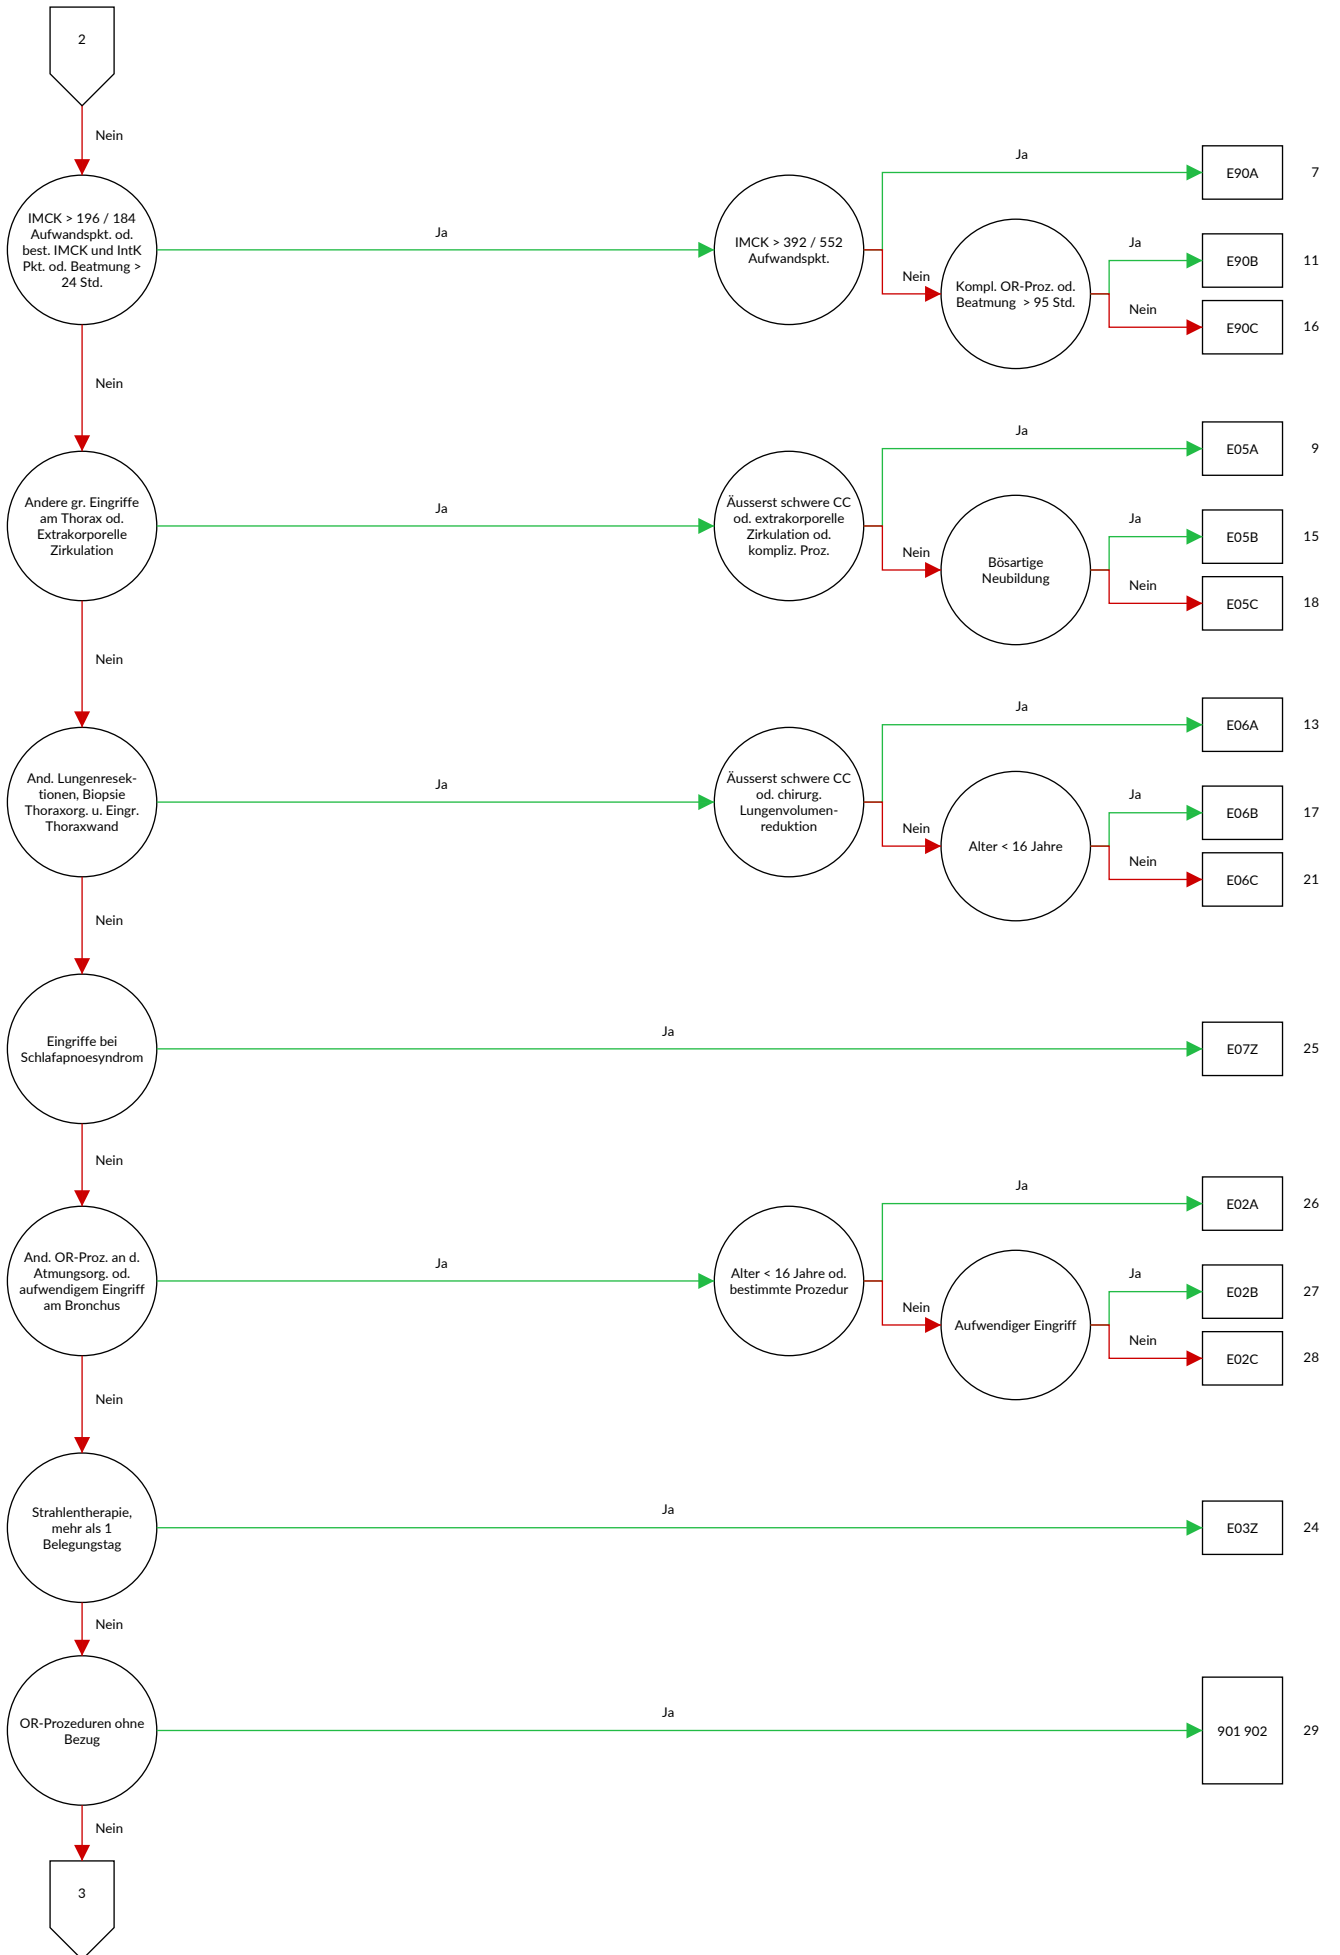 2
Nein
IMCK > 196 / 184
Aufwandspkt. od.
best. IMCK und IntK
Pkt. od. Beatmung >
24 Std.
Ja
IMCK > 392 / 552
Aufwandspkt.
Ja
E90A
7
Nein
Kompl. OR-Proz. od.
Beatmung > 95 Std.
Ja
E90B
11
Nein
E90C
16
Nein
Andere gr. Eingriffe
am Thorax od.
Extrakorporelle
Zirkulation
Ja
Äusserst schwere CC
od. extrakorporelle
Zirkulation od.
kompliz. Proz.
Ja
E05A
9
Nein
Bösartige
Neubildung
Ja
E05B
15
Nein
E05C
18
Nein
And. Lungenresek-
tionen, Biopsie
Thoraxorg. u. Eingr.
Thoraxwand
Ja
Äusserst schwere CC
od. chirurg.
Lungenvolumen-
reduktion
Ja
E06A
13
Nein
Alter < 16 Jahre
Ja
E06B
17
Nein
E06C
21
Nein
Eingriffe bei
Schlafapnoesyndrom
Ja
E07Z
25
Nein
And. OR-Proz. an d.
Atmungsorg. od.
aufwendigem Eingriff
am Bronchus
Ja
Alter < 16 Jahre od.
bestimmte Prozedur
Ja
E02A
26
Nein
Aufwendiger Eingriff
Ja
E02B
27
Nein
E02C
28
Nein
Strahlentherapie,
mehr als 1
Belegungstag
Ja
E03Z
24
Nein
OR-Prozeduren ohne
Bezug
Ja
901 902
29
Nein
3